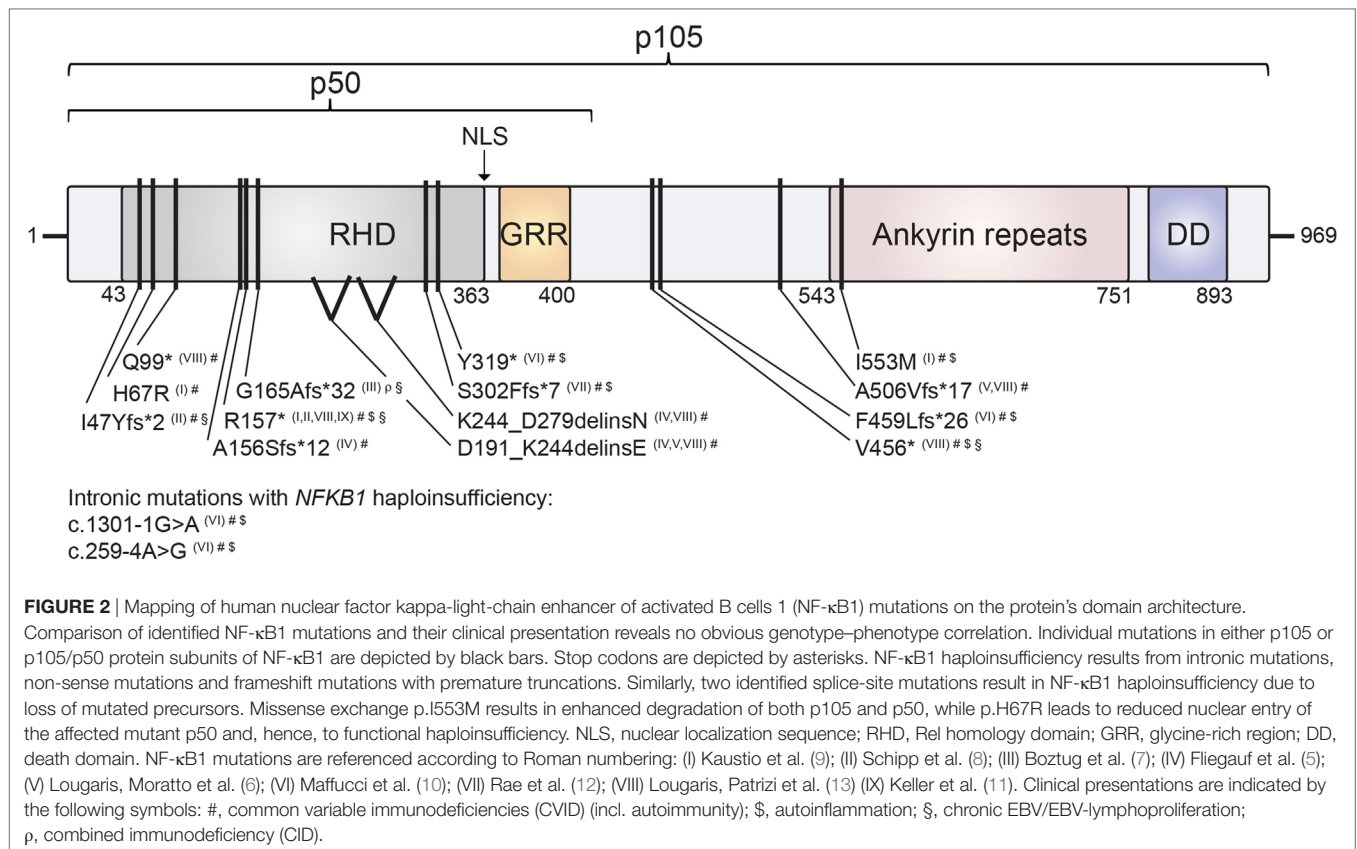 p105
p50
NLS
1
RHD
GRR
Ankyrin repeats
DD
969
43
363
400
543
751
893
Q99* (VIII) #
H67R (I) #
I47Yfs*2 (II) # §
G165Afs*32 (III) ρ §
R157* (I,II,VIII,IX) # $ §
A156Sfs*12 (IV) #
Y319* (VI) # $
S302Ffs*7 (VII) # $
K244_D279delinsN (IV,VIII) #
D191_K244delinsE (IV,V,VIII) #
I553M (I) # $
A506Vfs*17 (V,VIII) #
F459Lfs*26 (VI) # $
V456* (VIII) # $ §
Intronic mutations with NFKB1 haploinsufficiency:
c.1301-1G>A (VI) # $
c.259-4A>G (VI) # $
FIGURE 2 | Mapping of human nuclear factor kappa-light-chain enhancer of activated B cells 1 (NF-κB1) mutations on the protein's domain architecture.
Comparison of identified NF-κB1 mutations and their clinical presentation reveals no obvious genotype–phenotype correlation. Individual mutations in either p105 or
p105/p50 protein subunits of NF-κB1 are depicted by black bars. Stop codons are depicted by asterisks. NF-κB1 haploinsufficiency results from intronic mutations,
non-sense mutations and frameshift mutations with premature truncations. Similarly, two identified splice-site mutations result in NF-κB1 haploinsufficiency due to
loss of mutated precursors. Missense exchange p.I553M results in enhanced degradation of both p105 and p50, while p.H67R leads to reduced nuclear entry of
the affected mutant p50 and, hence, to functional haploinsufficiency. NLS, nuclear localization sequence; RHD, Rel homology domain; GRR, glycine-rich region; DD,
death domain. NF-κB1 mutations are referenced according to Roman numbering: (I) Kaustio et al. (9); (II) Schipp et al. (8); (III) Boztug et al. (7); (IV) Fliegauf et al. (5);
(V) Lougaris, Moratto et al. (6); (VI) Maffucci et al. (10); (VII) Rae et al. (12); (VIII) Lougaris, Patrizi et al. (13) (IX) Keller et al. (11). Clinical presentations are indicated by
the following symbols: #, common variable immunodeficiencies (CVID) (incl. autoimmunity); $, autoinflammation; §, chronic EBV/EBV-lymphoproliferation;
ρ, combined immunodeficiency (CID).